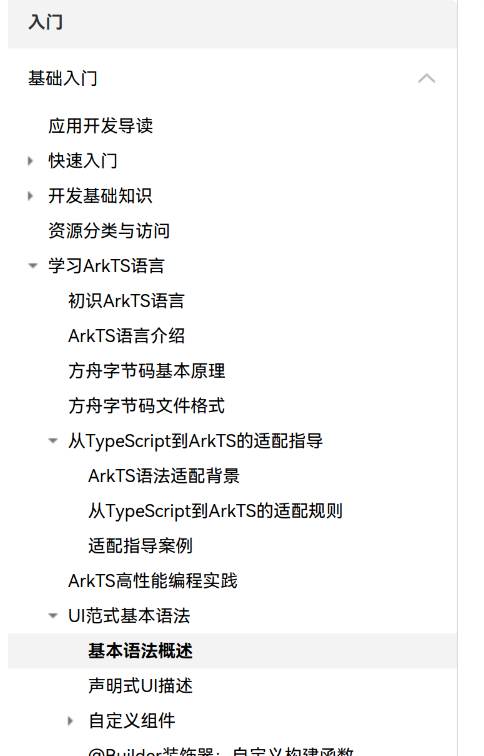 入门
基础入门
应用开发导读
快速入门
开发基础知识
资源分类与访问
学习ArkTS语言
初识ArkTS语言
ArkTS语言介绍
方舟字节码基本原理
方舟字节码文件格式
从TypeScript到ArkTS的适配指导
ArkTS语法适配背景
从TypeScript到ArkTS的适配规则
适配指导案例
ArkTS高性能编程实践
UI范式基本语法
基本语法概述
声明式UI描述
自定义组件
@Builder装饰器：自定义构建函数